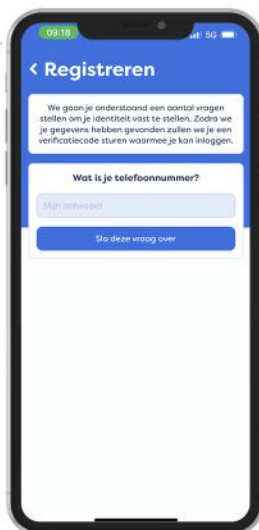 09:18
5G
< Registreren
We gaan je onderstaand een aantal vragen
stellen om je identiteit vast te stellen. Zodra we
je gegevens hebben gevonden zullen we je een
verificatiecode sturen waarmee je kan inloggen.
Wat is je telefoonnummer?
Mijn antwoord
Sla deze vraag over